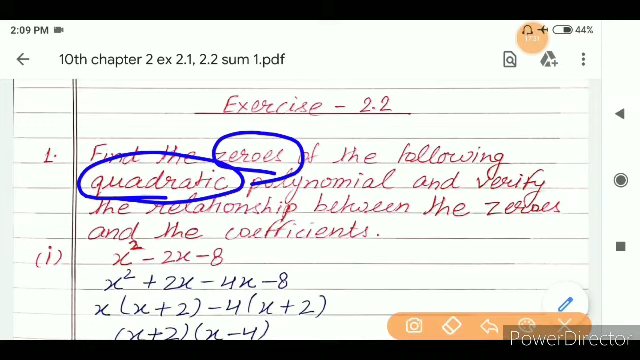 2:09 PM
17:21
44%
10th chapter 2 ex 2.1, 2.2 sum 1.pdf
Exercise - 2.2
1. Find the zeroes of the following
quadratic polynomial and verify
the relationship between the zeroes
and the coefficients.
(i) x² - 2x - 8
x² + 2x - 4x - 8
x (x + 2) - 4 (x + 2)
(x + 2) (x - 4)
PowerDirector